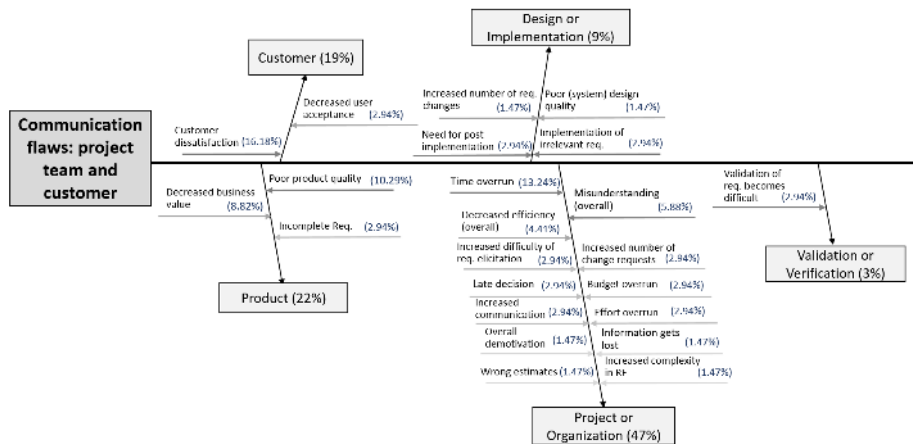 Design or
Implementation (9%)
Customer (19%)
Increased number of req.
changes
(1.47%)
Poor (system) design
quality
(1.47%)
Decreased user
acceptance
(2.94%)
Communication
flaws: project
team and
customer
Customer
dissatisfaction
(16.18%)
Need for post
implementation
(2.94%)
Implementation of
irrelevant req.
(2.94%)
Poor product quality (10.29%)
Decreased business
value
(8.82%)
Incomplete Req. (2.94%)
Product (22%)
Time overrun (13.24%)
Misunderstanding
(overall)
(5.88%)
Decreased efficiency
(overall)
(4.41%)
Increased difficulty of
req. elicitation
(2.94%)
Increased number of
change requests
(2.94%)
Late decision (2.94%)
Budget overrun (2.94%)
Increased
communication
(2.94%)
Effort overrun (2.94%)
Overall
demotivation
(1.47%)
Information gets
lost
(1.47%)
Wrong estimates (1.47%)
Increased complexity
in RE
(1.47%)
Project or
Organization (47%)
Validation of
req. becomes
difficult
(2.94%)
Validation or
Verification (3%)